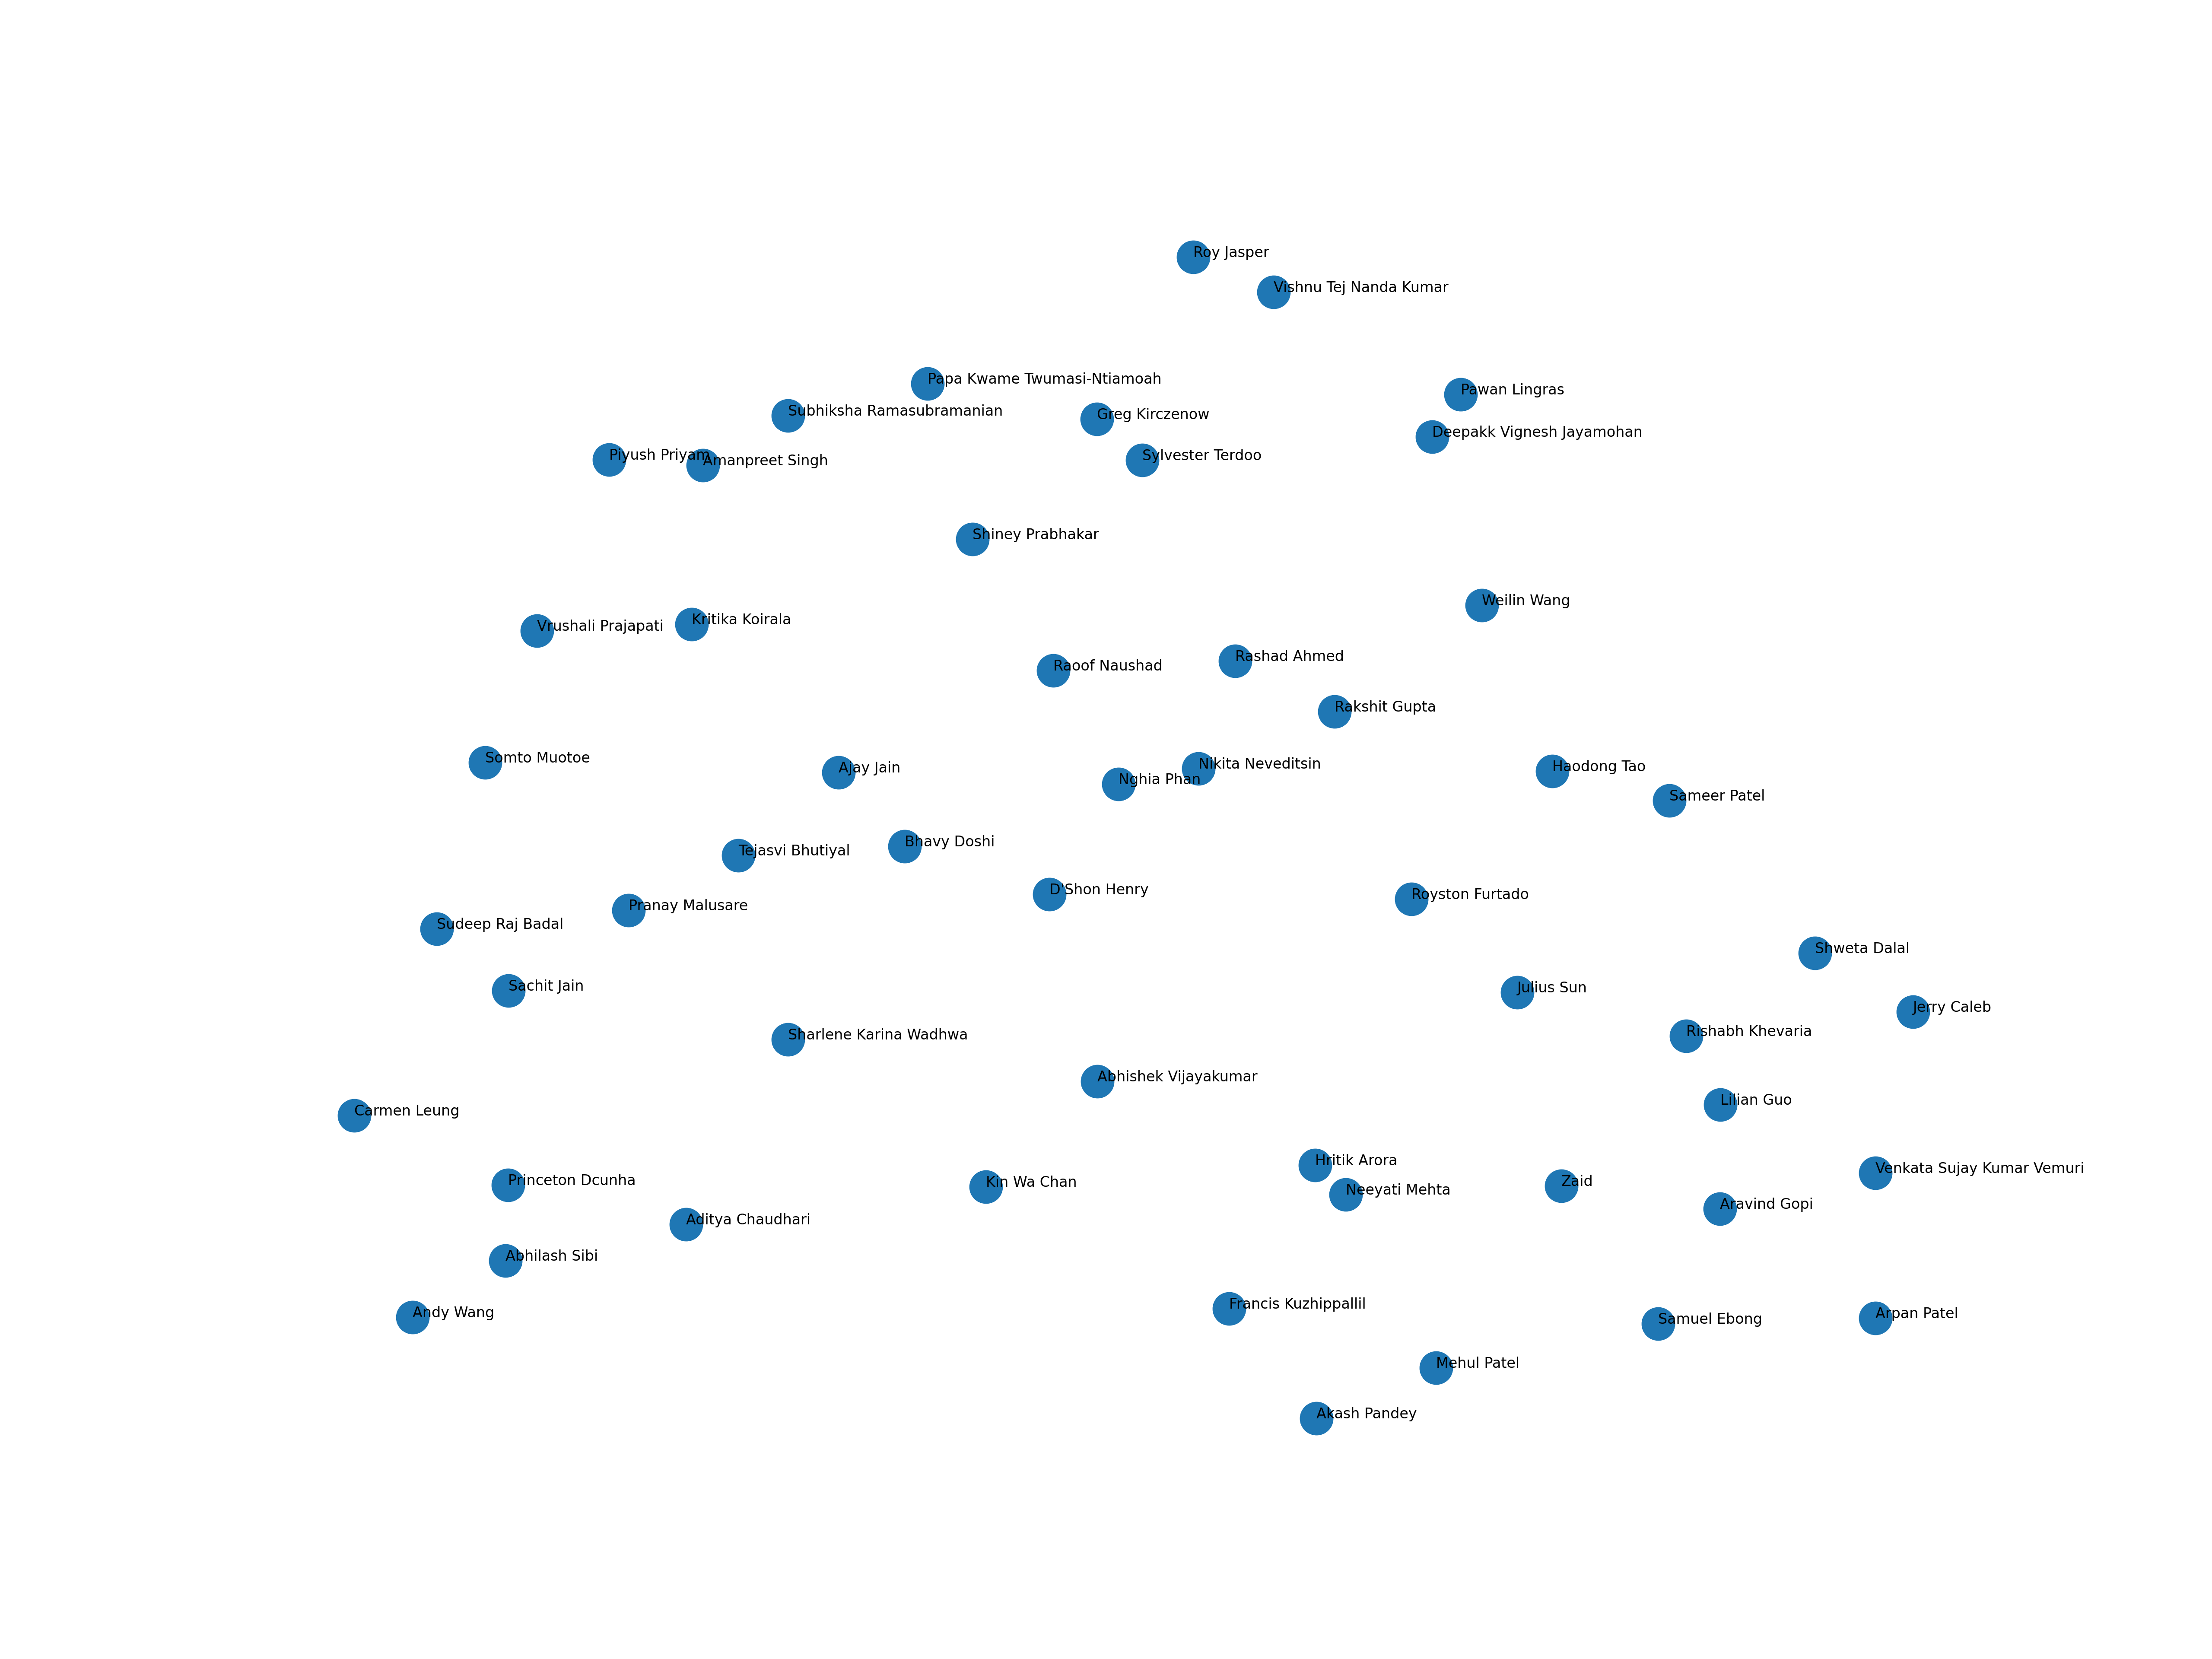 Roy Jasper
Vishnu Tej Nanda Kumar
Papa Kwame Twumasi-Ntiamoah
Pawan Lingras
Subhiksha Ramasubramanian
Greg Kirczenow
Deepakk Vignesh Jayamohan
Piyush Priyam
Amanpreet Singh
Sylvester Terdoo
Shiney Prabhakar
Weilin Wang
Kritika Koirala
Vrushali Prajapati
Rashad Ahmed
Raoof Naushad
Rakshit Gupta
Somto Muotoe
Nikita Neveditsin
Haodong Tao
Ajay Jain
Nghia Phan
Sameer Patel
Bhavy Doshi
Tejasvi Bhutiyal
D'Shon Henry
Royston Furtado
Pranay Malusare
Sudeep Raj Badal
Shweta Dalal
Sachit Jain
Julius Sun
Jerry Caleb
Rishabh Khevaria
Sharlene Karina Wadhwa
Abhishek Vijayakumar
Lilian Guo
Carmen Leung
Hritik Arora
Venkata Sujay Kumar Vemuri
Princeton Dcunha
Zaid
Kin Wa Chan
Neeyati Mehta
Aravind Gopi
Aditya Chaudhari
Abhilash Sibi
Francis Kuzhippallil
Andy Wang
Arpan Patel
Samuel Ebong
Mehul Patel
Akash Pandey